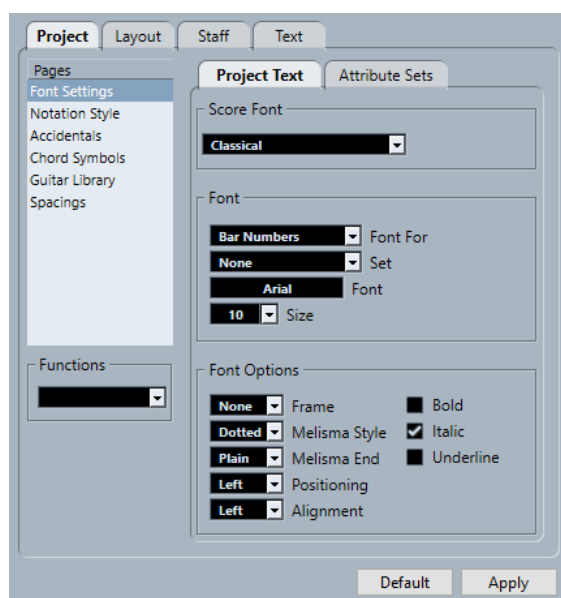 Project Layout Staff Text
Pages
Font Settings
Notation Style
Accidentals
Chord Symbols
Guitar Library
Spacings
Functions
Project Text Attribute Sets
Score Font
Classical
Font
Bar Numbers Font For
None Set
Arial Font
10 Size
Font Options
None Frame Bold
Dotted Melisma Style Italic
Plain Melisma End Underline
Left Positioning
Left Alignment
Default Apply